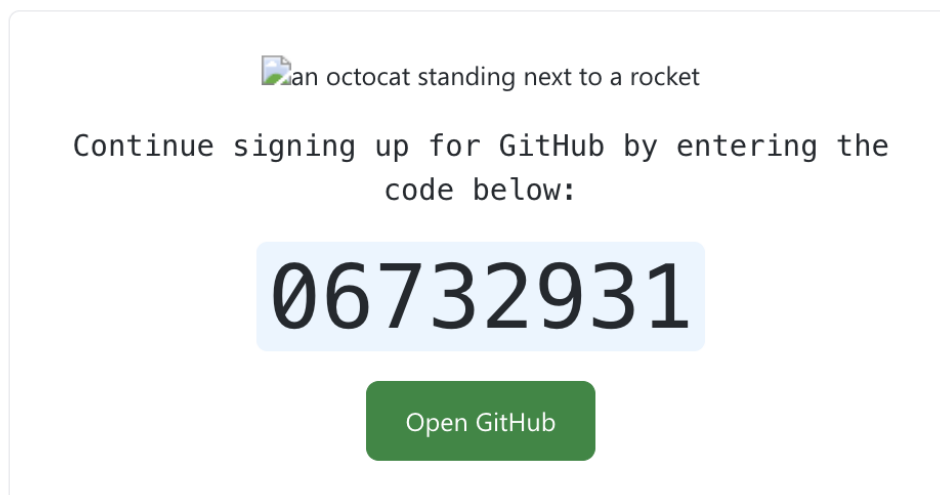 an octocat standing next to a rocket
Continue signing up for GitHub by entering the
code below:
06732931
Open GitHub